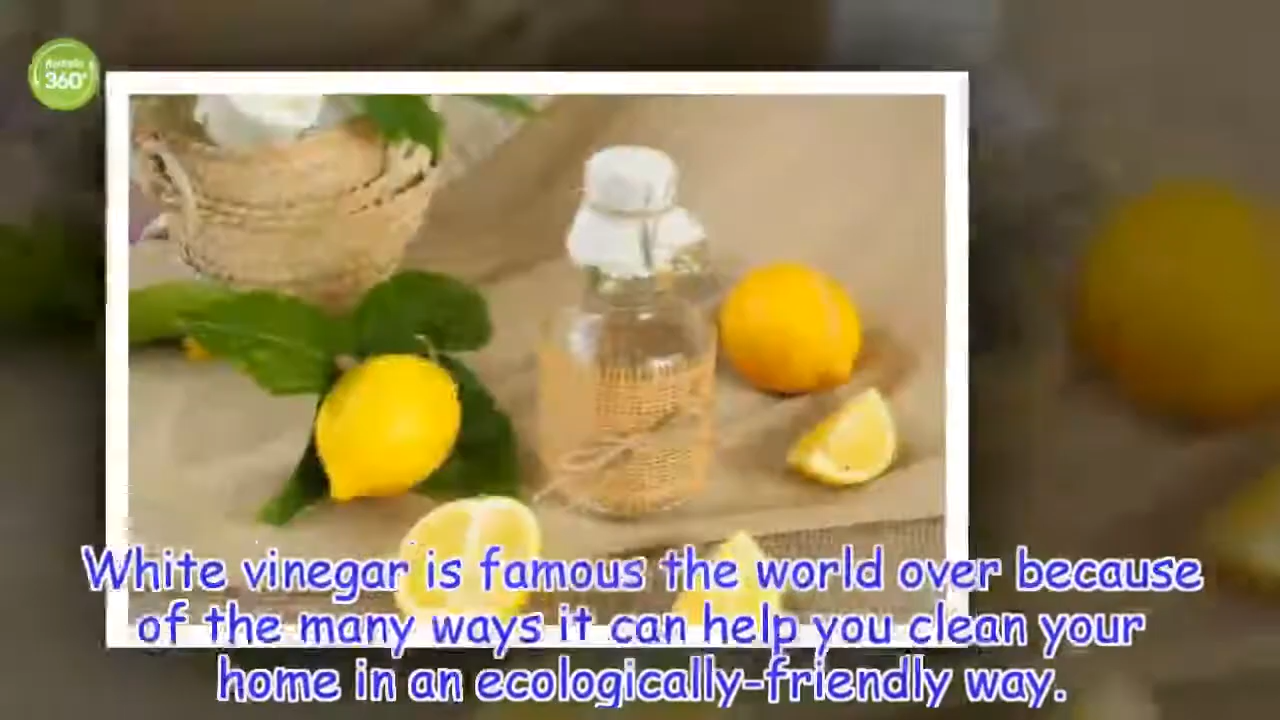 360°
White vinegar is famous the world over because
of the many ways it can help you clean your
home in an ecologically-friendly way.